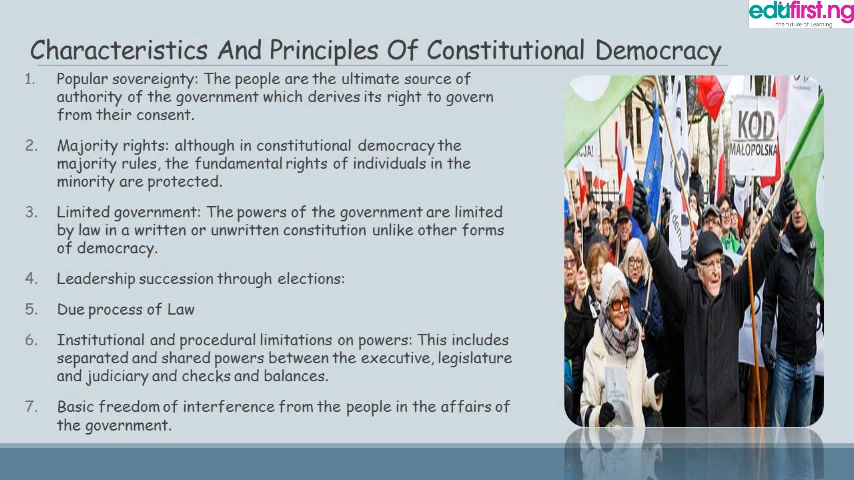 edufirst.ng
the future of learning
Characteristics And Principles Of Constitutional Democracy
1. Popular sovereignty: The people are the ultimate source of
authority of the government which derives its right to govern
from their consent.
2. Majority rights: although in constitutional democracy the
majority rules, the fundamental rights of individuals in the
minority are protected.
3. Limited government: The powers of the government are limited
by law in a written or unwritten constitution unlike other forms
of democracy.
4. Leadership succession through elections:
5. Due process of Law
6. Institutional and procedural limitations on powers: This includes
separated and shared powers between the executive, legislature
and judiciary and checks and balances.
7. Basic freedom of interference from the people in the affairs of
the government.
KOD
MAŁOPOLSKA